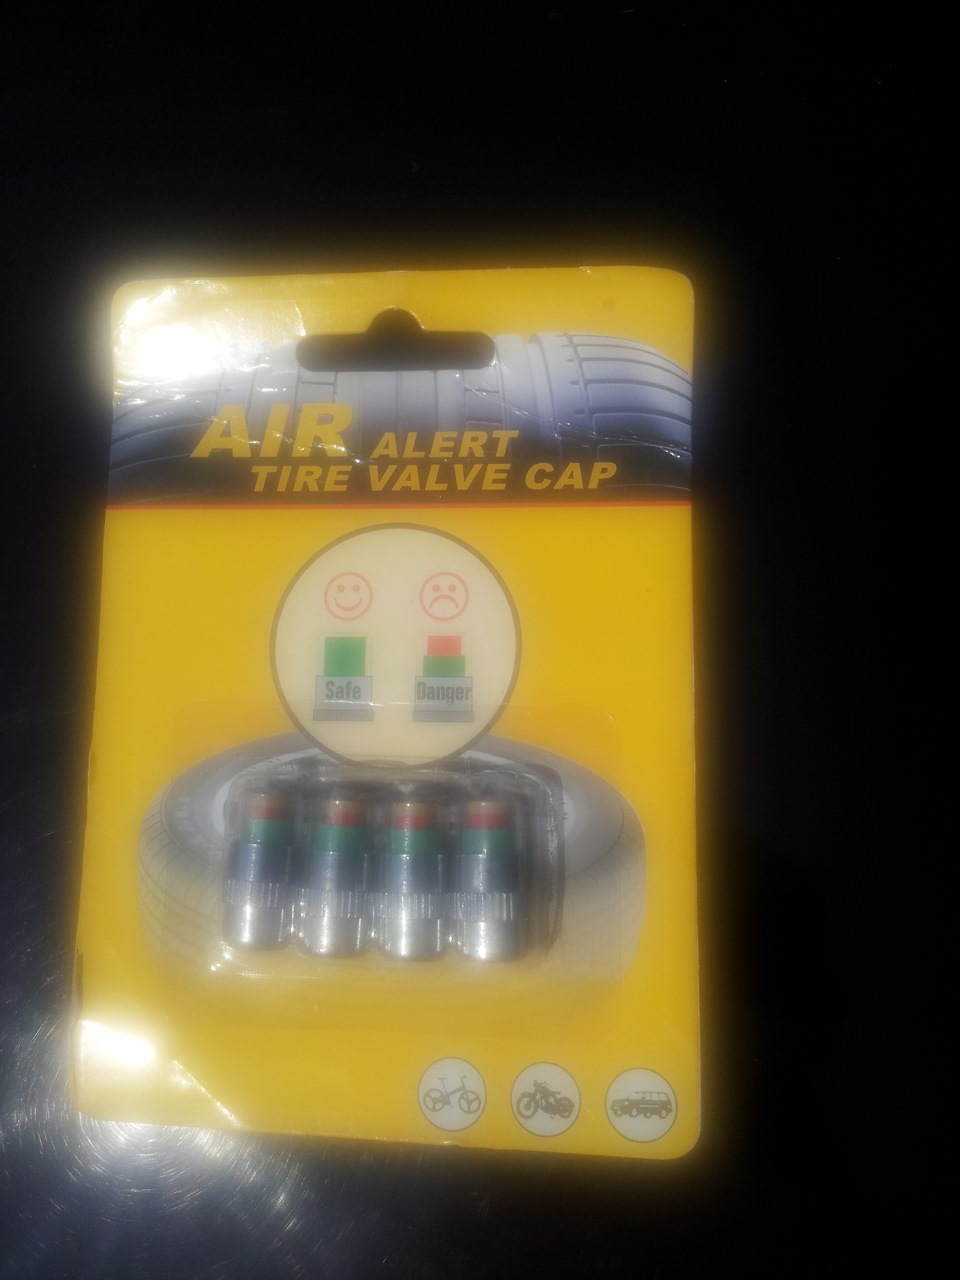 AIR ALERT
TIRE VALVE CAP
Safe Danger